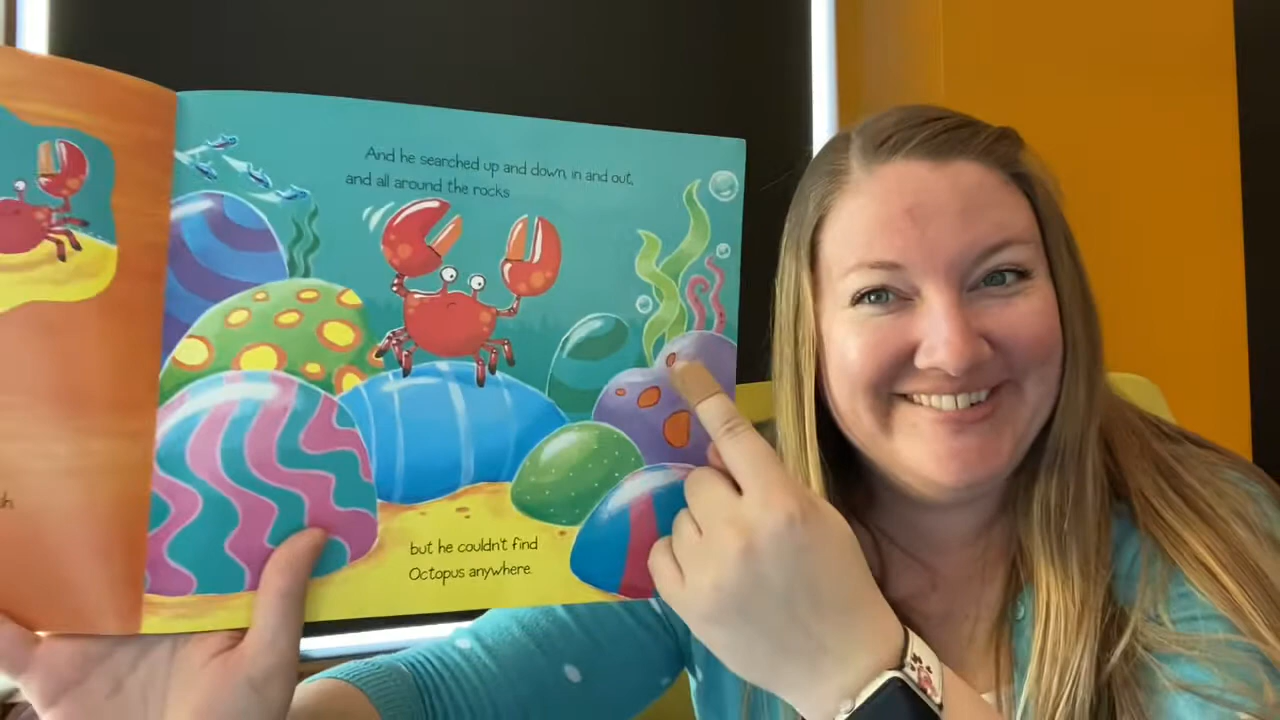 And he searched up and down, in and out,
and all around the rocks
but he couldn't find
Octopus anywhere.